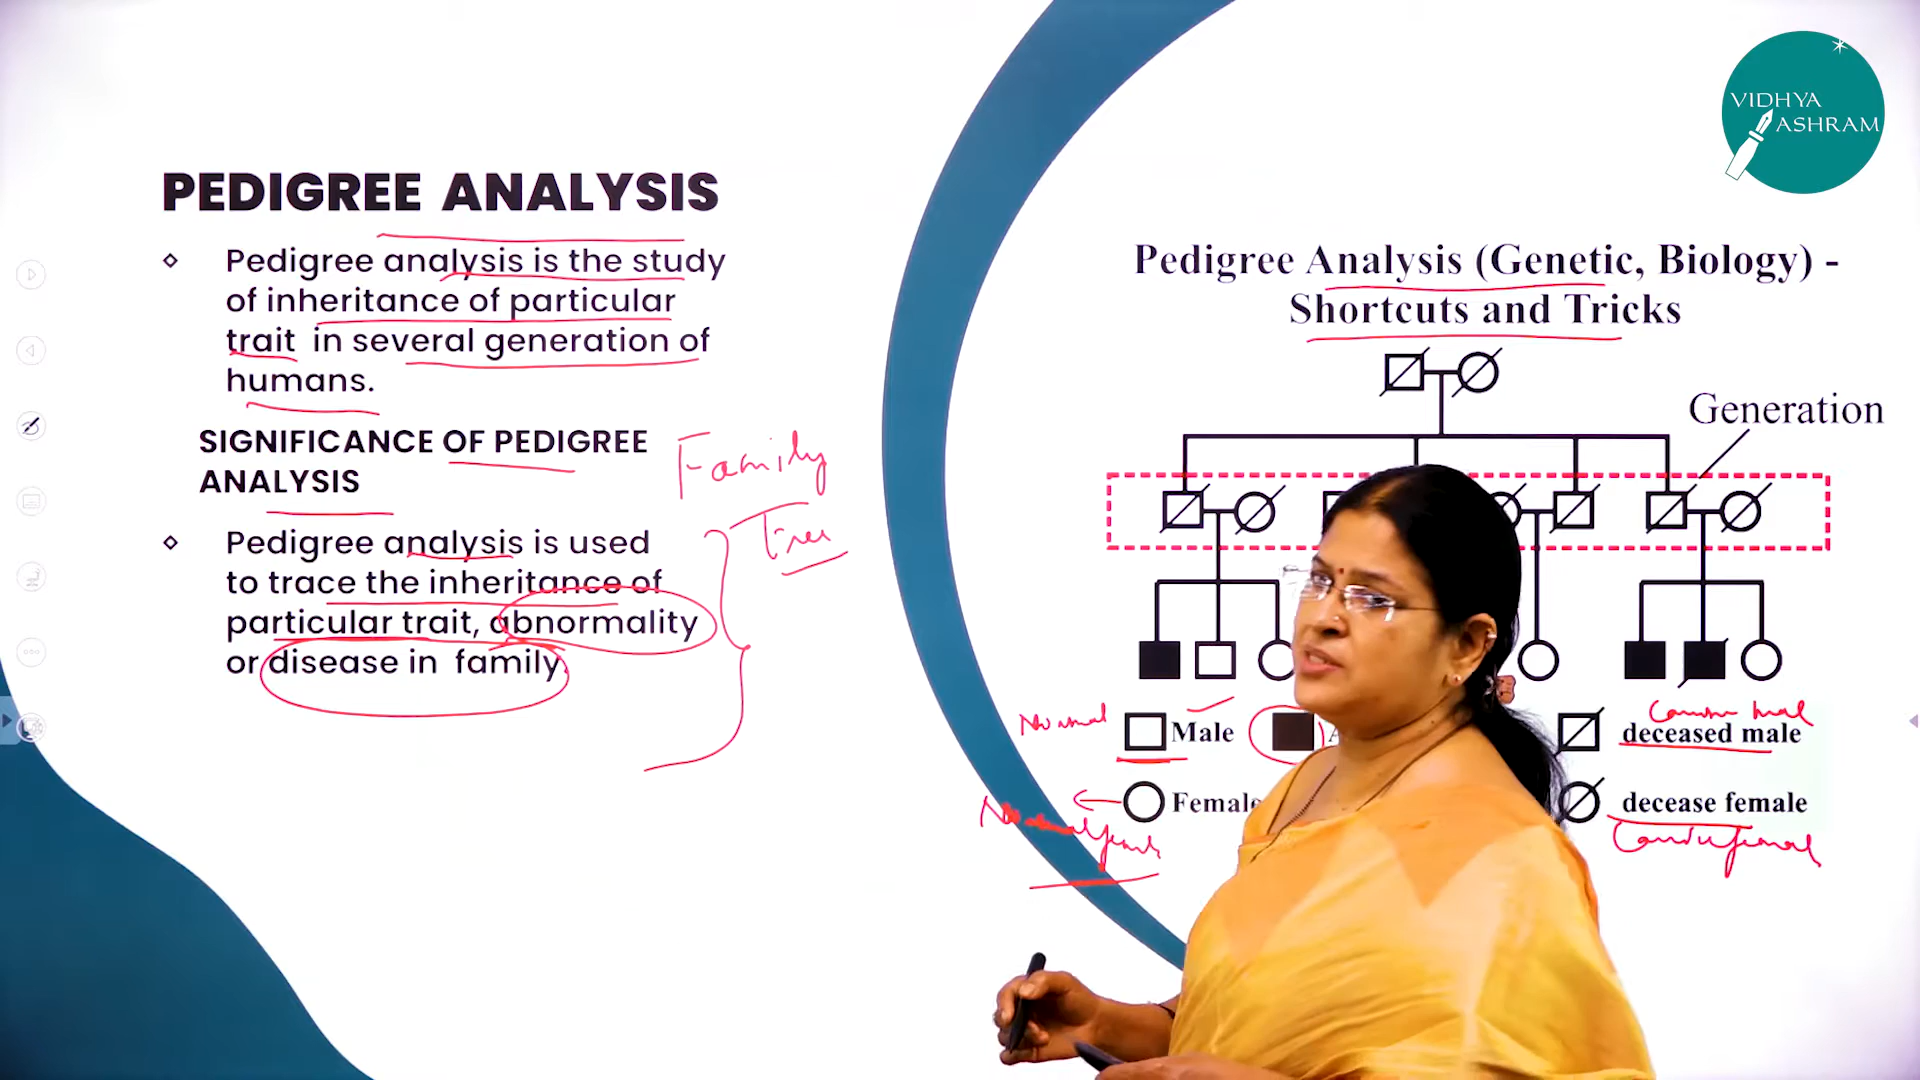 VIDHYA
ASHRAM
PEDIGREE ANALYSIS
Pedigree analysis is the study
of inheritance of particular
trait in several generation of
humans.
SIGNIFICANCE OF PEDIGREE
ANALYSIS
Pedigree analysis is used
to trace the inheritance of
particular trait, abnormality
or disease in family.
Family
Tree
Pedigree Analysis (Genetic, Biology) -
Shortcuts and Tricks
Generation
Normal
Male
deceased male
Female
decease female
Normal